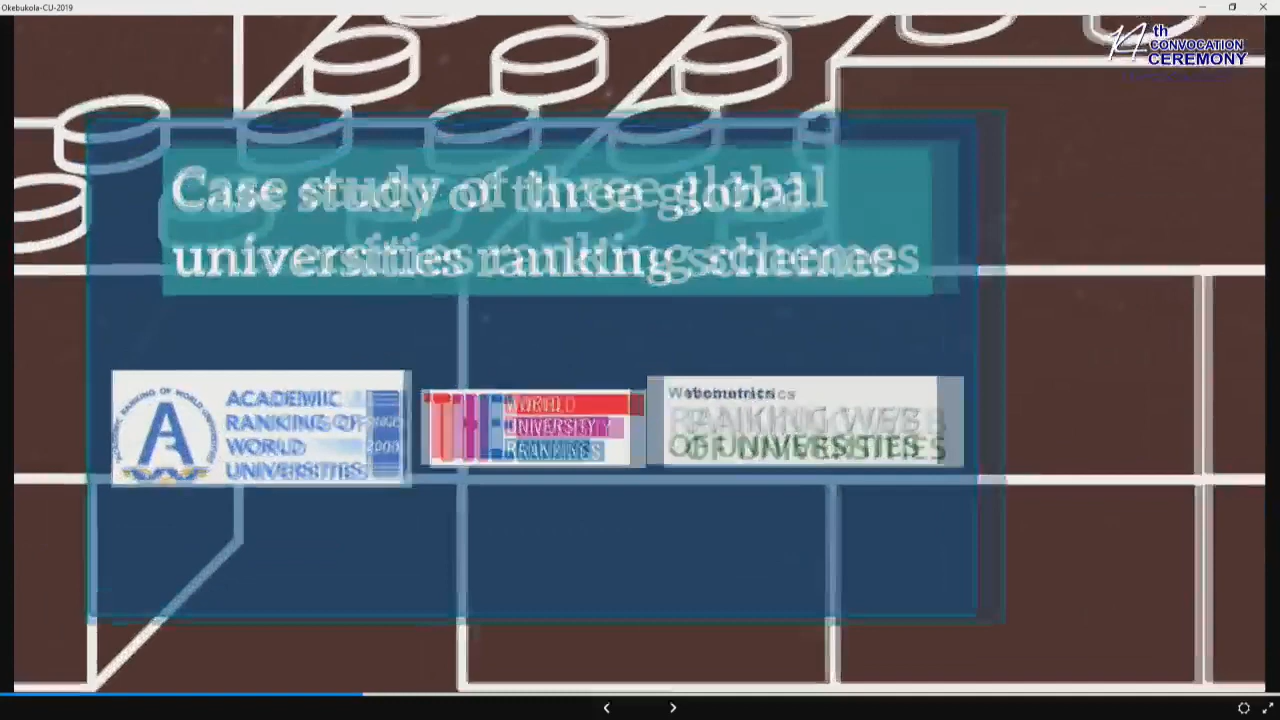 Okebukola-CU-2019
14th
CONVOCATION
CEREMONY
Case study of three global
universities ranking schemes
ACADEMIC
RANKING OF
WORLD
UNIVERSITIES
WORLD
UNIVERSITY
RANKINGS
Webometrics
RANKING WEB
OF UNIVERSITIES